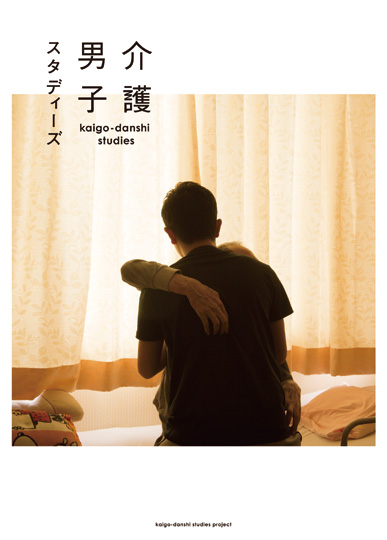 介護
男子
スタディーズ
kaigo-danshi
studies
kaigo-danshi studies project